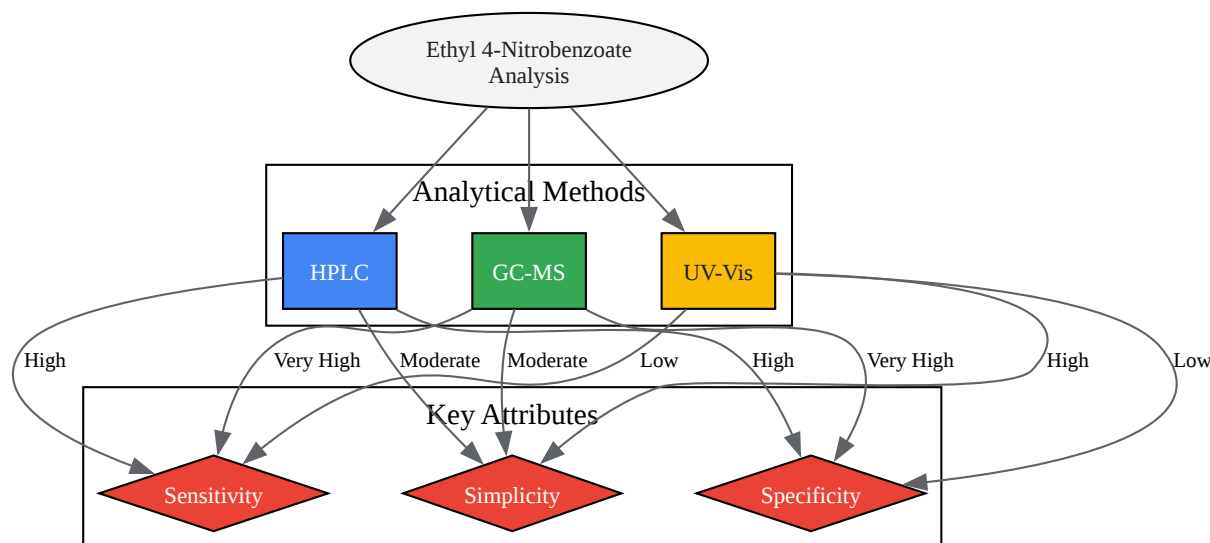 Ethyl 4-Nitrobenzoate
Analysis
Analytical Methods
HPLC
GC-MS
UV-Vis
High
Very High
Moderate
Moderate
Low
High
Very High
High
Low
Key Attributes
Sensitivity
Simplicity
Specificity